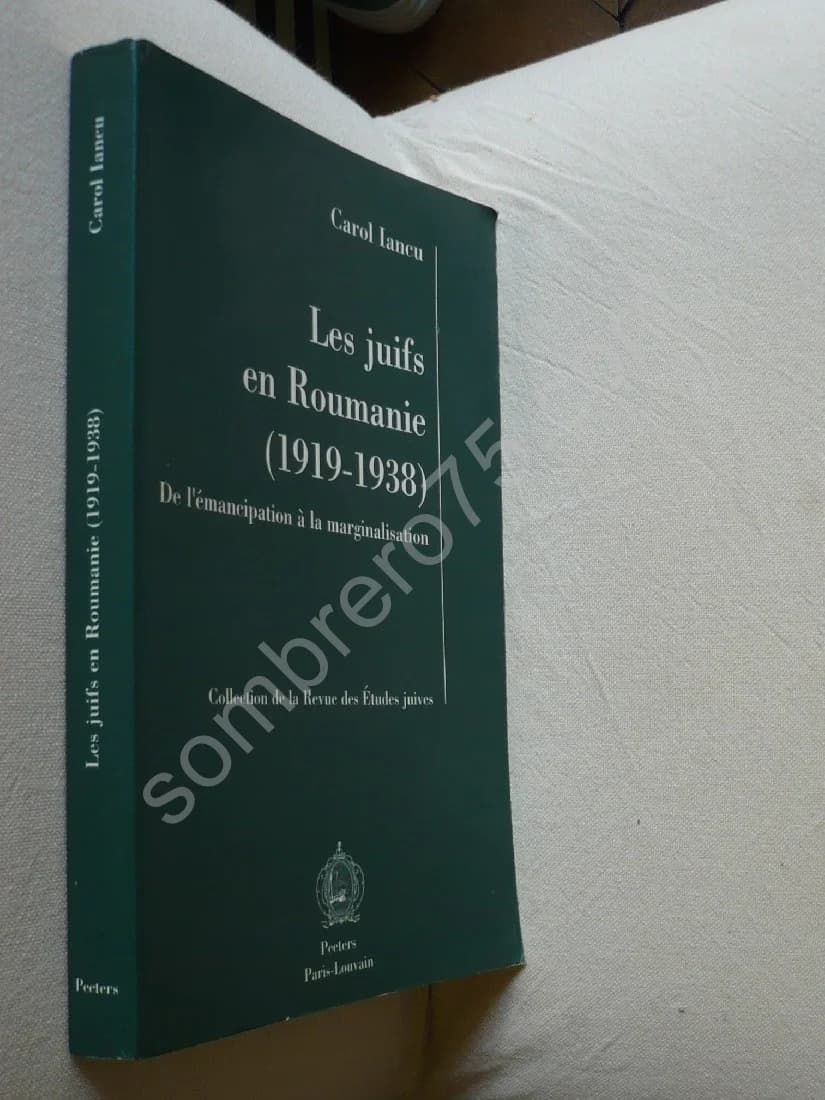 Carol Iancu
Les juifs en Roumanie (1919-1938)
Peeters
Carol Iancu
Les juifs
en Roumanie
(1919-1938)
De l'émancipation à la marginalisation
Collection de la Revue des Études juives
Peeters
Paris-Louvain
sombrero75